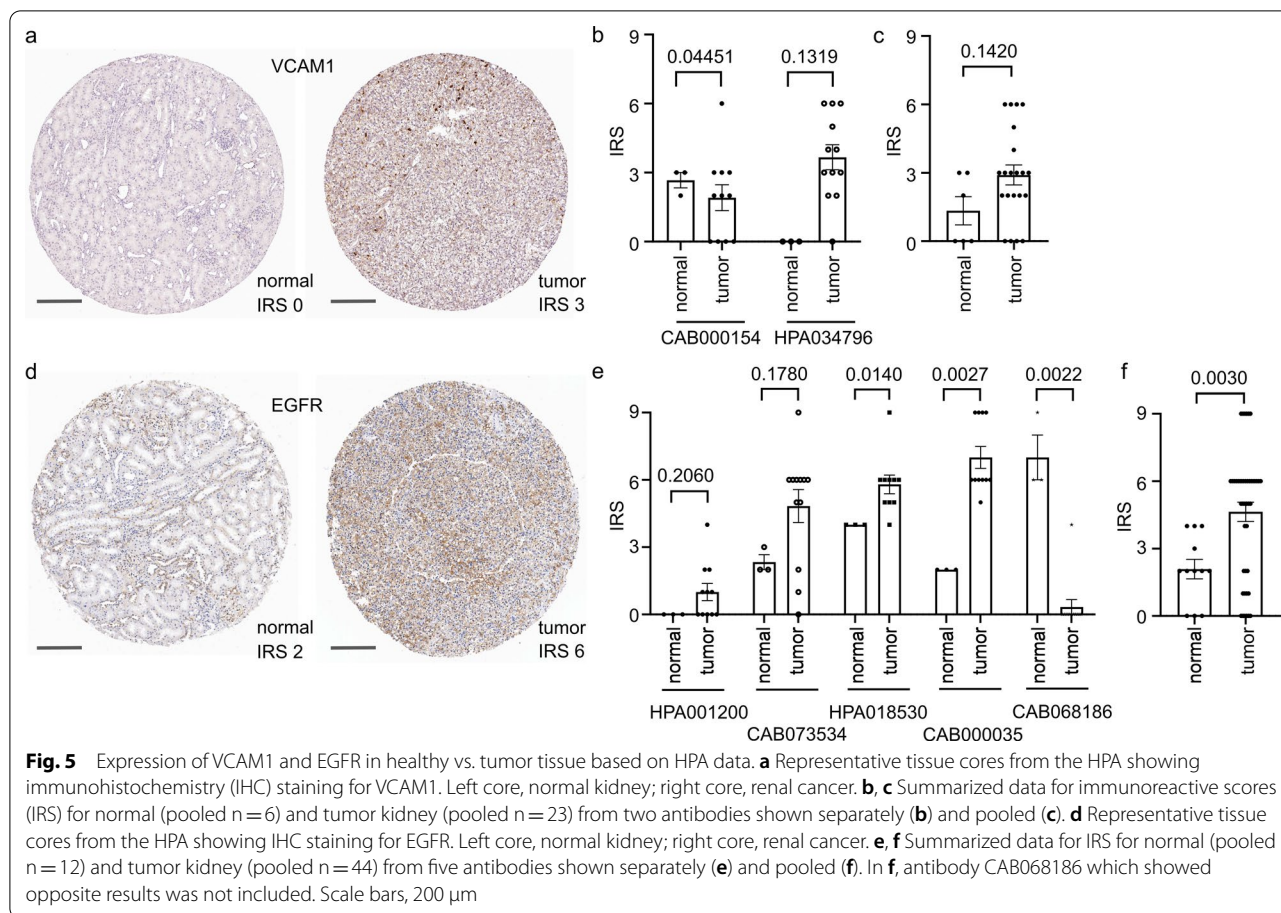 a
VCAM1
normal
IRS 0
tumor
IRS 3
b
IRS
9
6
3
0
0.04451
0.1319
normal
tumor
normal
tumor
CAB000154
HPA034796
c
IRS
9
6
3
0
0.1420
normal
tumor
d
EGFR
normal
IRS 2
tumor
IRS 6
e
IRS
9
6
3
0
0.2060
0.1780
0.0140
0.0027
0.0022
normal
tumor
normal
tumor
normal
tumor
normal
tumor
normal
tumor
HPA001200
CAB073534
HPA018530
CAB000035
CAB068186
f
IRS
9
6
3
0
0.0030
normal
tumor
Fig. 5 Expression of VCAM1 and EGFR in healthy vs. tumor tissue based on HPA data. a Representative tissue cores from the HPA showing
immunohistochemistry (IHC) staining for VCAM1. Left core, normal kidney; right core, renal cancer. b, c Summarized data for immunoreactive scores
(IRS) for normal (pooled n = 6) and tumor kidney (pooled n = 23) from two antibodies shown separately (b) and pooled (c). d Representative tissue
cores from the HPA showing IHC staining for EGFR. Left core, normal kidney; right core, renal cancer. e, f Summarized data for IRS for normal (pooled
n = 12) and tumor kidney (pooled n = 44) from five antibodies shown separately (e) and pooled (f). In f, antibody CAB068186 which showed
opposite results was not included. Scale bars, 200 µm